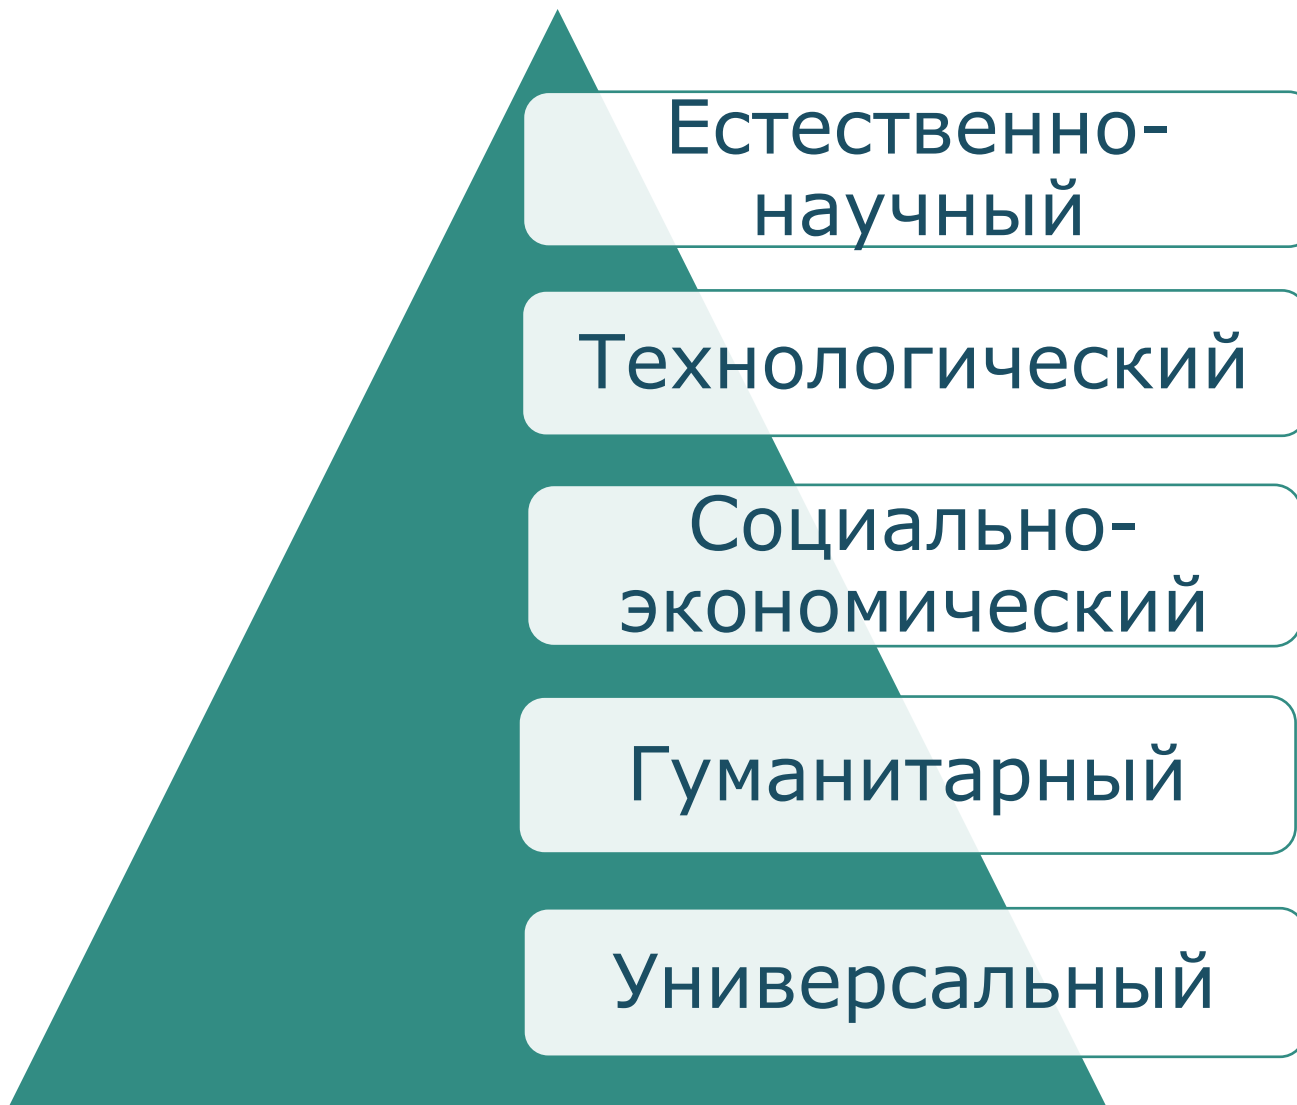 Естественно-
научный
Технологический
Социально-
экономический
Гуманитарный
Универсальный